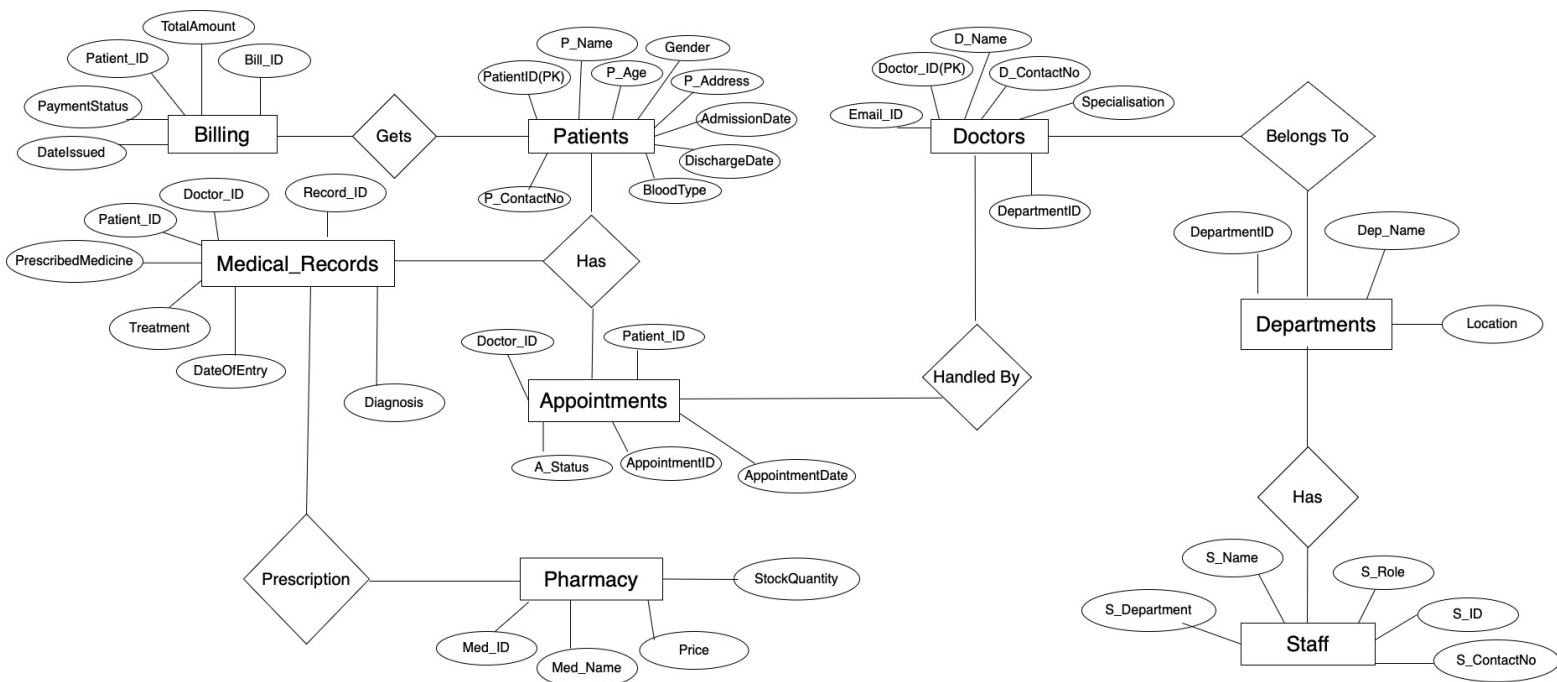 TotalAmount
Patient_ID
Bill_ID
PaymentStatus
Billing
DateIssued
Gets
P_Name
Gender
PatientID(PK)
P_Age
P_Address
Patients
AdmissionDate
DischargeDate
P_ContactNo
BloodType
D_Name
Doctor_ID(PK)
D_ContactNo
Email_ID
Specialisation
Doctors
DepartmentID
Belongs To
Doctor_ID
Record_ID
Patient_ID
PrescribedMedicine
Medical_Records
Treatment
DateOfEntry
Diagnosis
Has
DepartmentID
Dep_Name
Departments
Location
Doctor_ID
Patient_ID
Appointments
A_Status
AppointmentID
AppointmentDate
Handled By
Has
Prescription
Pharmacy
StockQuantity
Med_ID
Med_Name
Price
S_Name
S_Role
S_Department
S_ID
Staff
S_ContactNo